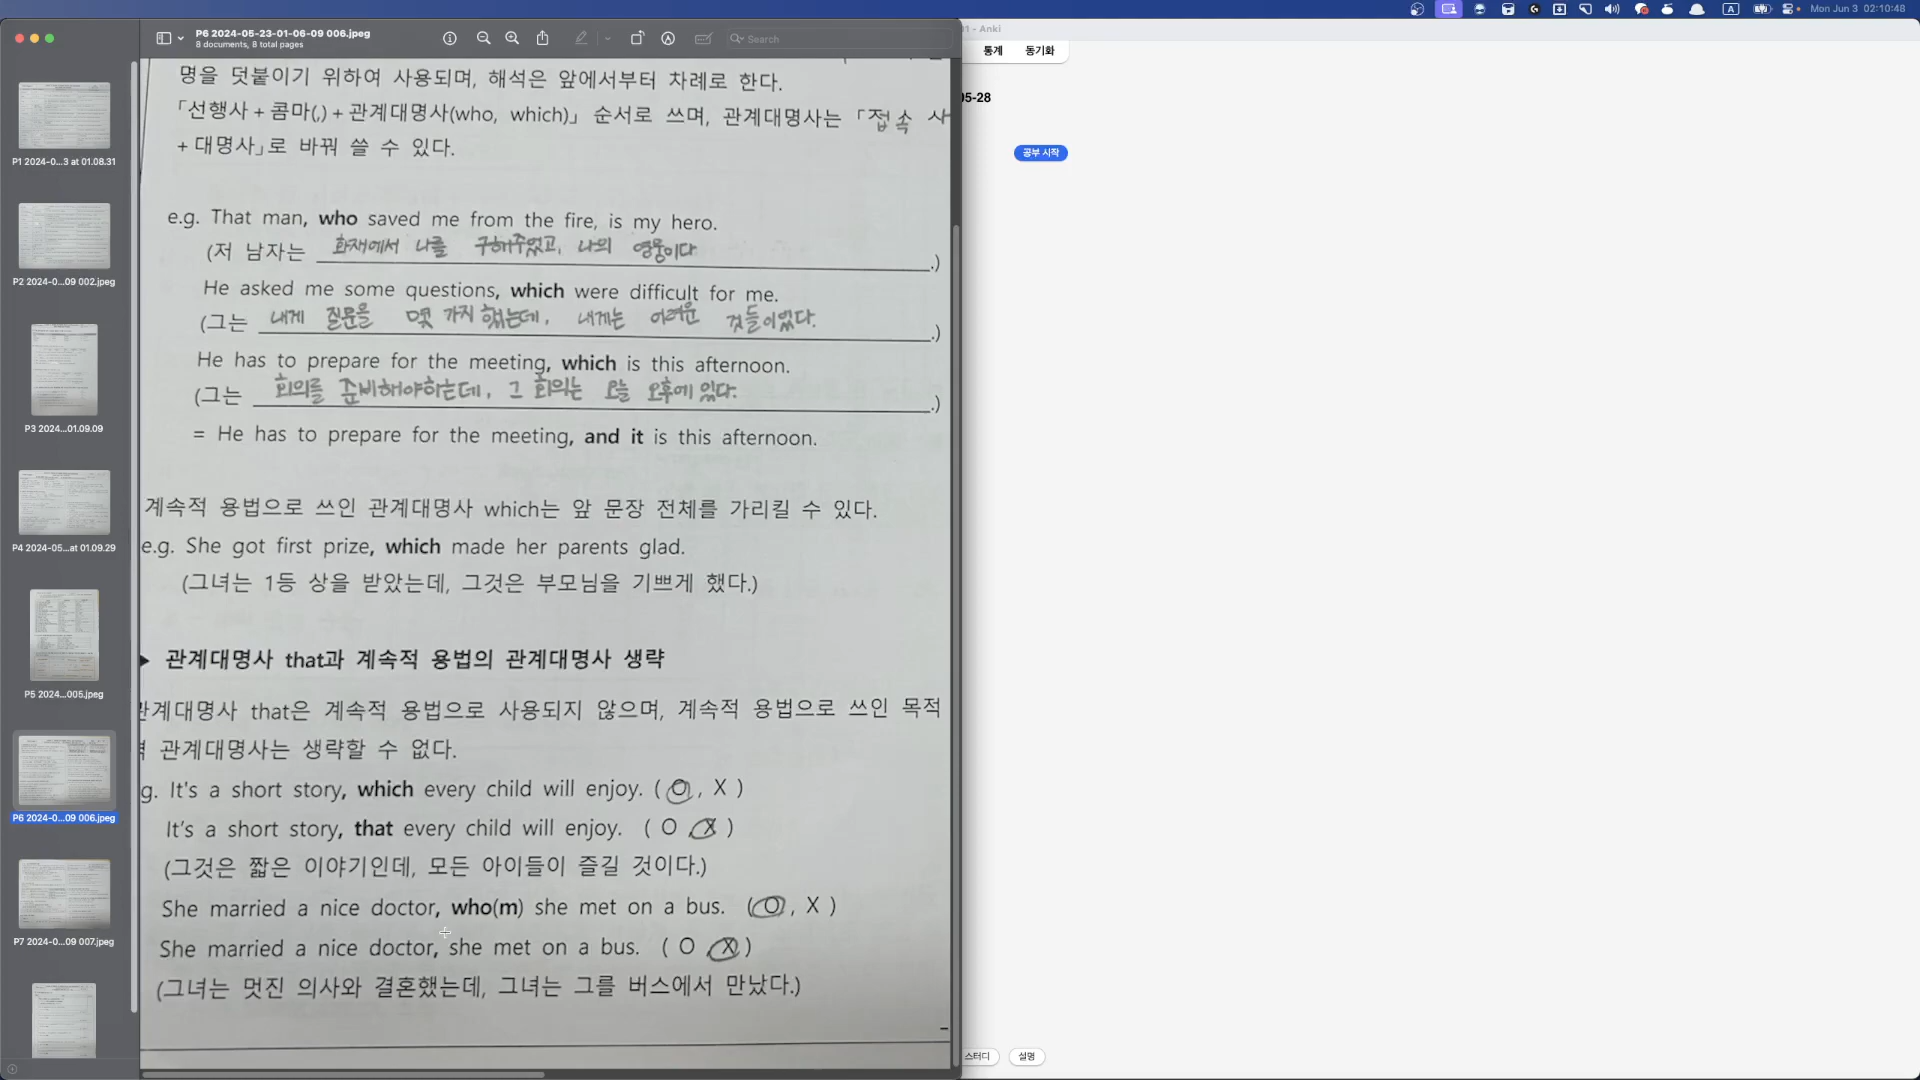 Mon Jun 3 02:10:48
P6 2024-05-23-01-06-09 006.jpeg
8 documents, 8 total pages
Search
- Anki
통계
동기화
05-28
공부 시작
스터디
설명
P1 2024-0...3 at 01.08.31
P2 2024-0...09 002.jpeg
P3 2024....01.09.09
P4 2024-05...at 01.09.29
P5 2024....005.jpeg
P6 2024-0...09 006.jpeg
P7 2024-0...09 007.jpeg
명을 덧붙이기 위하여 사용되며, 해석은 앞에서부터 차례로 한다.
「선행사 + 콤마(,) + 관계대명사(who, which)」 순서로 쓰며, 관계대명사는 「접속 사
+ 대명사」로 바꿔 쓸 수 있다.
e.g. That man, who saved me from the fire, is my hero.
(저 남자는 화재에서 나를 구해주었고, 나의 영웅이다.)
He asked me some questions, which were difficult for me.
(그는 내게 질문을 몇 가지 했는데, 내게는 어려운 것들이었다.)
He has to prepare for the meeting, which is this afternoon.
(그는 회의를 준비해야하는데, 그 회의는 오늘 오후에 있다.)
= He has to prepare for the meeting, and it is this afternoon.
계속적 용법으로 쓰인 관계대명사 which는 앞 문장 전체를 가리킬 수 있다.
e.g. She got first prize, which made her parents glad.
(그녀는 1등 상을 받았는데, 그것은 부모님을 기쁘게 했다.)
▶ 관계대명사 that과 계속적 용법의 관계대명사 생략
관계대명사 that은 계속적 용법으로 사용되지 않으며, 계속적 용법으로 쓰인 목적
격 관계대명사는 생략할 수 없다.
g. It's a short story, which every child will enjoy. ( O , X )
It's a short story, that every child will enjoy. ( O , X )
(그것은 짧은 이야기인데, 모든 아이들이 즐길 것이다.)
She married a nice doctor, who(m) she met on a bus. ( O , X )
She married a nice doctor, she met on a bus. ( O , X )
(그녀는 멋진 의사와 결혼했는데, 그녀는 그를 버스에서 만났다.)